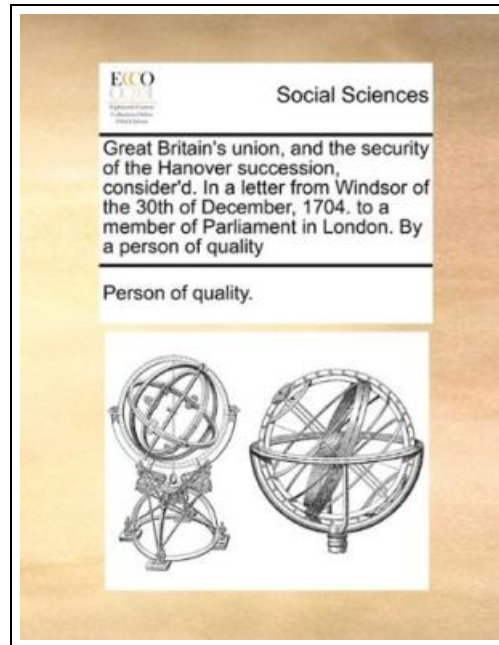 ECCO
Social Sciences
Great Britain's union, and the security
of the Hanover succession,
consider'd. In a letter from Windsor of
the 30th of December, 1704. to a
member of Parliament in London. By
a person of quality
Person of quality.